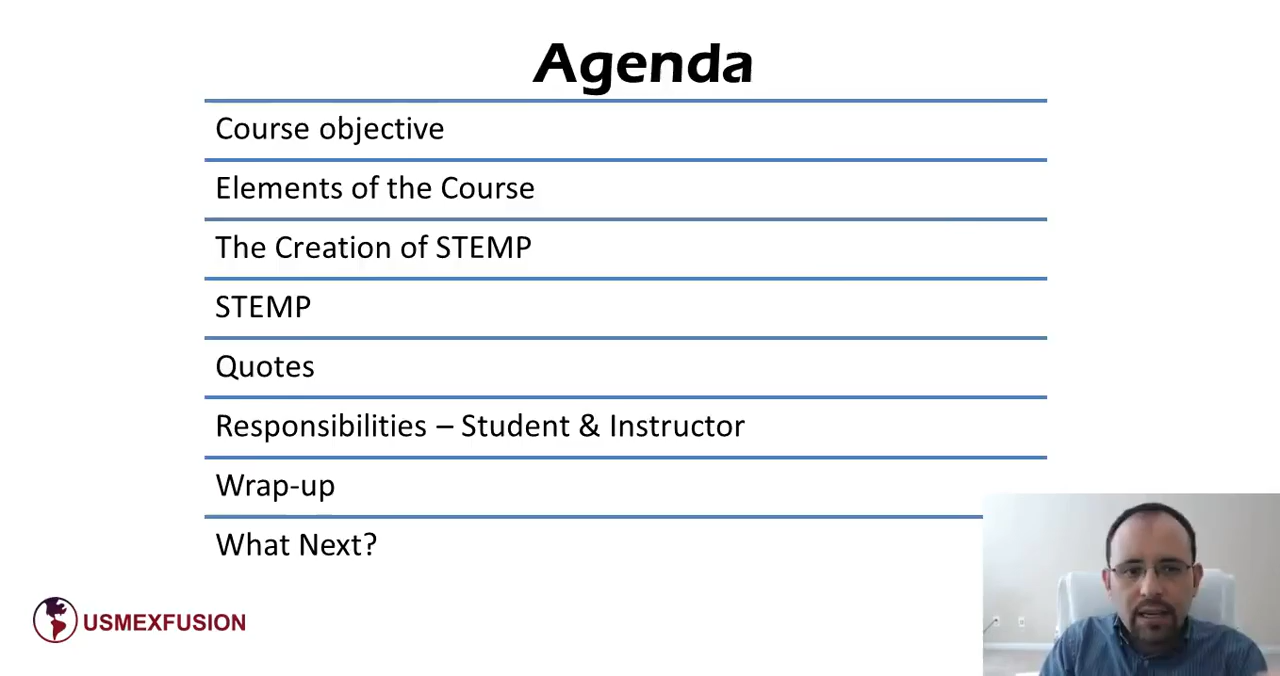 Agenda
Course objective
Elements of the Course
The Creation of STEMP
STEMP
Quotes
Responsibilities – Student & Instructor
Wrap-up
What Next?
USMEXFUSION